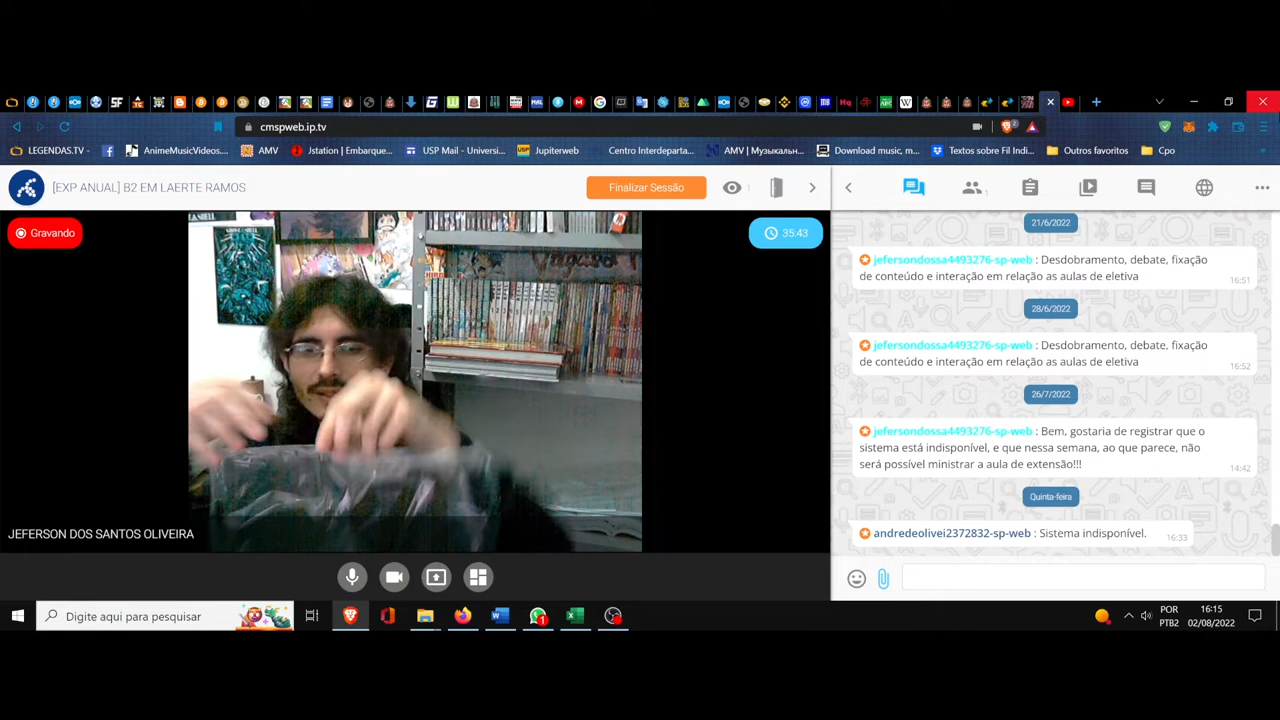 cmspweb.ip.tv
2
LEGENDAS.TV
AnimeMusicVideos...
AMV
Jstation | Embarque...
USP Mail - Universi...
Jupiterweb
Centro Interdeparta...
AMV | Музыкальн...
Download music, m...
Textos sobre Fil Indi...
Outros favoritos
Cpo
[EXP ANUAL] B2 EM LAERTE RAMOS
Finalizar Sessão
1
1
Gravando
35:43
JEFERSON DOS SANTOS OLIVEIRA
21/6/2022
jefersondossa4493276-sp-web : Desdobramento, debate, fixação
de conteúdo e interação em relação as aulas de eletiva
16:51
28/6/2022
jefersondossa4493276-sp-web : Desdobramento, debate, fixação
de conteúdo e interação em relação as aulas de eletiva
16:52
26/7/2022
jefersondossa4493276-sp-web : Bem, gostaria de registrar que o
sistema está indisponível, e que nessa semana, ao que parece, não
será possível ministrar a aula de extensão!!!
14:42
Quinta-feira
andredeolivei2372832-sp-web : Sistema indisponível.
16:33
Digite aqui para pesquisar
1
POR
PTB2
16:15
02/08/2022